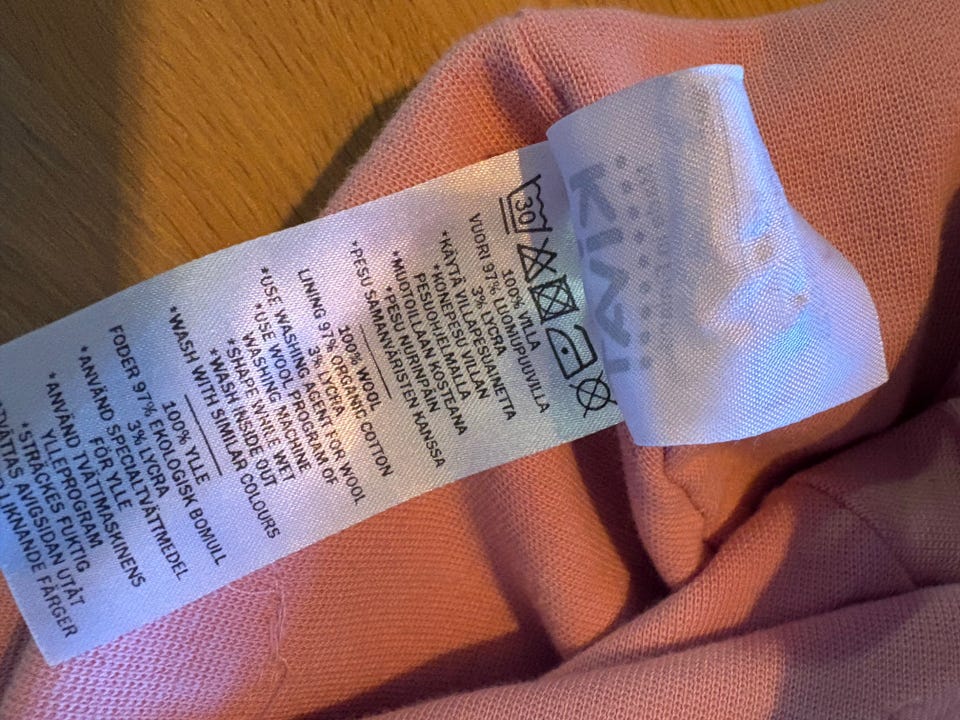 30
100% VILLA
VUORI 97% LUOMUPUUVILLA
3% LYCRA
*KÄYTÄ VILLAPESUAINETTA
*KONEPESU VILLAN
PESUOHJELMALLA
*MUOTOILLAAN KOSTEANA
*PESU NURINPÄIN
*PESU SAMANVÄRISTEN KANSSA
100% WOOL
LINING 97% ORGANIC COTTON
3% LYCRA
*USE WASHING AGENT FOR WOOL
*USE WOOL PROGRAM OF
WASHING MACHINE
*SHAPE WHILE WET
*WASH INSIDE OUT
*WASH WITH SIMILAR COLOURS
100% YLLE
FODER 97% EKOLOGISK BOMULL
3% LYCRA
*ANVÄND SPECIALTVÄTTMEDEL
FÖR YLLE
*ANVÄND TVÄTTMASKINENS
YLLEPROGRAM
*STRÄCKES FUKTIG
AVIGSIDAN UTÅT
LIKNANDE FÄRGER